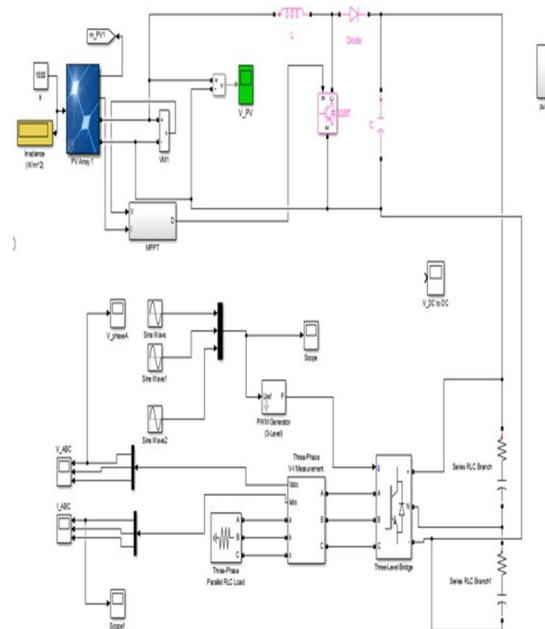 m_PV1
1000
Ir
Irradiance
(W/m^2)
PV Array 1
+
-
v
VM1
+
-
v
V_PV
V
I
D
MPPT
L
Diode
IGBT
C
pu
)
V_DC to DC
V_phaseA
Sine Wave
Sine Wave1
Sine Wave2
Scope
Uref
P
PWM Generator
(3-Level)
Three-Phase
V-I Measurement
V_ABC
I_ABC
Vabc
Iabc
A
B
C
a
b
c
A
B
C
Three-Phase
Parallel RLC Load
g
A
B
C
+
N
-
Three-Level Bridge
Series RLC Branch
Series RLC Branch1
Scope1